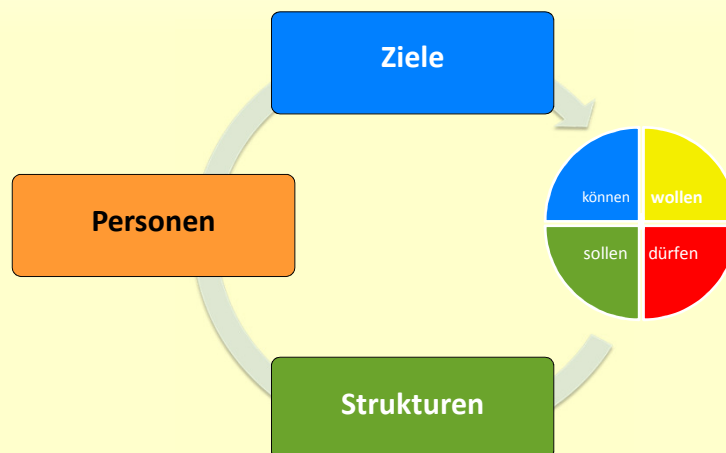 Ziele
können wollen
Personen
sollen dürfen
Strukturen